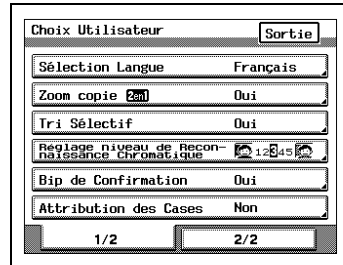 Choix Utilisateur
Sortie
Sélection Langue Français
Zoom copie 2en1 Oui
Tri Sélectif Oui
Réglage niveau de Recon-
naissance Chromatique 12345
Bip de Confirmation Oui
Attribution des Cases Non
1/2 2/2